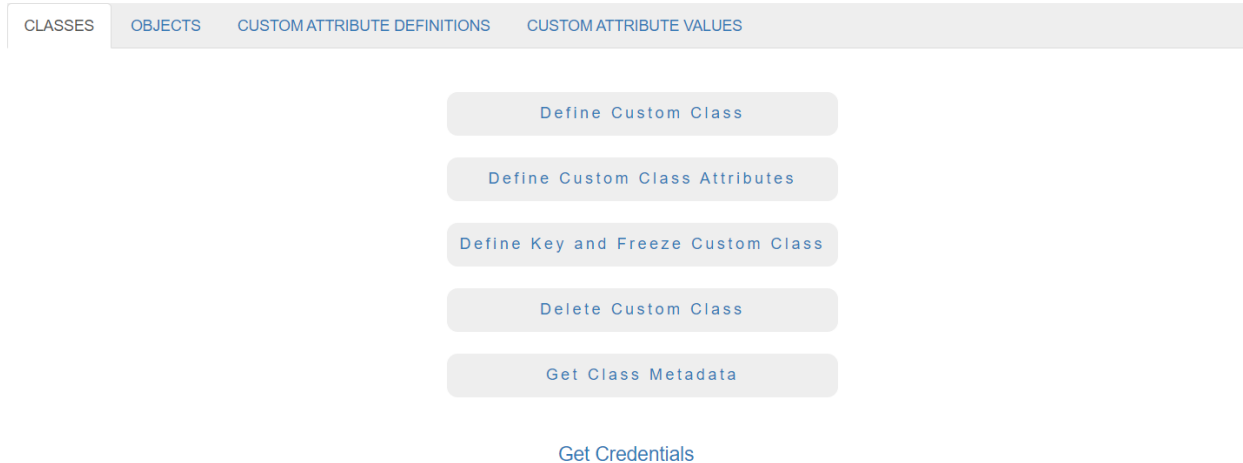 CLASSES OBJECTS CUSTOM ATTRIBUTE DEFINITIONS CUSTOM ATTRIBUTE VALUES
Define Custom Class
Define Custom Class Attributes
Define Key and Freeze Custom Class
Delete Custom Class
Get Class Metadata
Get Credentials